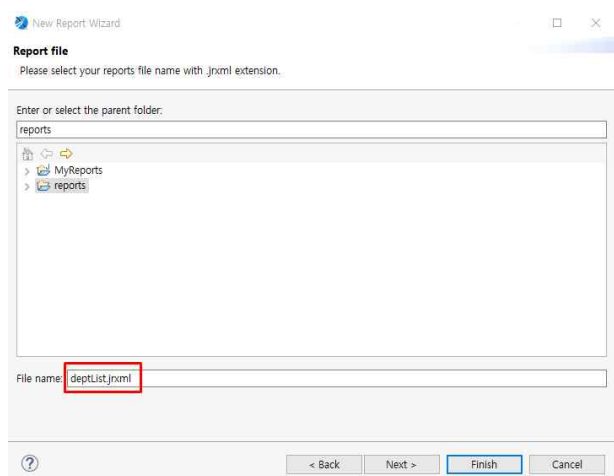 New Report Wizard
Report file
Please select your reports file name with .jrxml extension.
Enter or select the parent folder:
reports
MyReports
reports
File name: deptList.jrxml
< Back Next > Finish Cancel